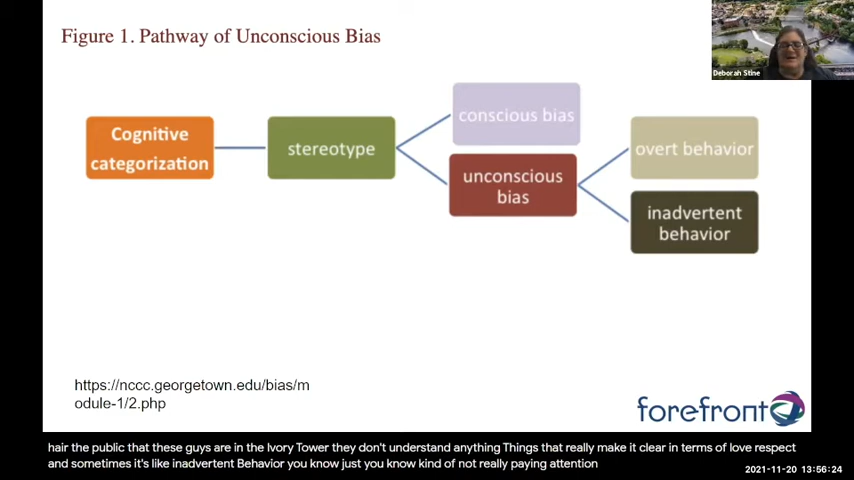 Figure 1. Pathway of Unconscious Bias
Deborah Stine
Cognitive
categorization
stereotype
conscious bias
unconscious
bias
overt behavior
inadvertent
behavior
https://nccc.georgetown.edu/bias/m
odule-1/2.php
forefront
hair the public that these guys are in the Ivory Tower they don't understand anything Things that really make it clear in terms of love respect
and sometimes it's like inadvertent Behavior you know just you know kind of not really paying attention
2021-11-20 13:56:24